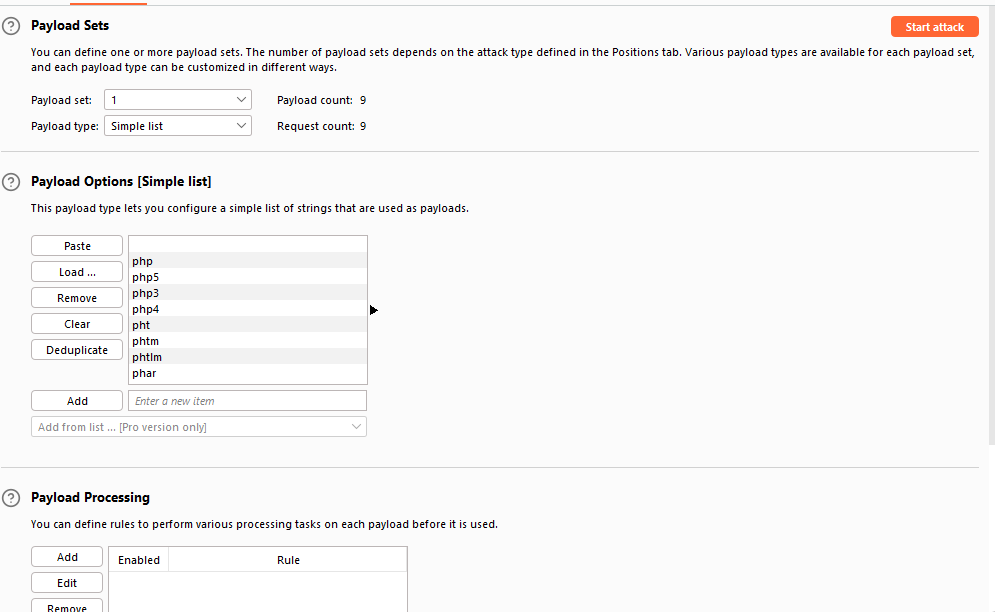 Payload Sets
Start attack
You can define one or more payload sets. The number of payload sets depends on the attack type defined in the Positions tab. Various payload types are available for each payload set,
and each payload type can be customized in different ways.
Payload set: 1 Payload count: 9
Payload type: Simple list Request count: 9
Payload Options [Simple list]
This payload type lets you configure a simple list of strings that are used as payloads.
Paste
Load ...
Remove
Clear
Deduplicate
php
php5
php3
php4
pht
phtm
phtlm
phar
Add Enter a new item
Add from list ... [Pro version only]
Payload Processing
You can define rules to perform various processing tasks on each payload before it is used.
Add
Edit
Remove
Enabled Rule